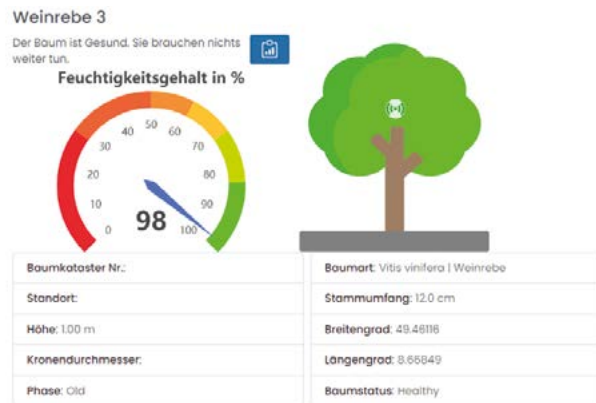 Weinrebe 3
Der Baum ist Gesund. Sie brauchen nichts
weiter tun.
Feuchtigkeitsgehalt in %
0
10
20
30
40
50
60
70
80
90
100
98
Baumkataster Nr.:
Standort:
Höhe: 1.00 m
Kronendurchmesser:
Phase: Old
Baumart: Vitis vinifera | Weinrebe
Stammumfang: 12.0 cm
Breitengrad: 49.46116
Längengrad: 8.66849
Baumstatus: Healthy